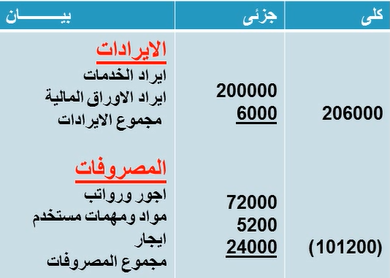 بيــــــان جزئى كلى
الايرادات
ايراد الخدمات
200000 ايراد الاوراق المالية
206000 6000 مجموع الايرادات
المصروفات
اجور ورواتب
72000 مواد ومهمات مستخدم
5200 ايجار
(101200) 24000 مجموع المصروفات